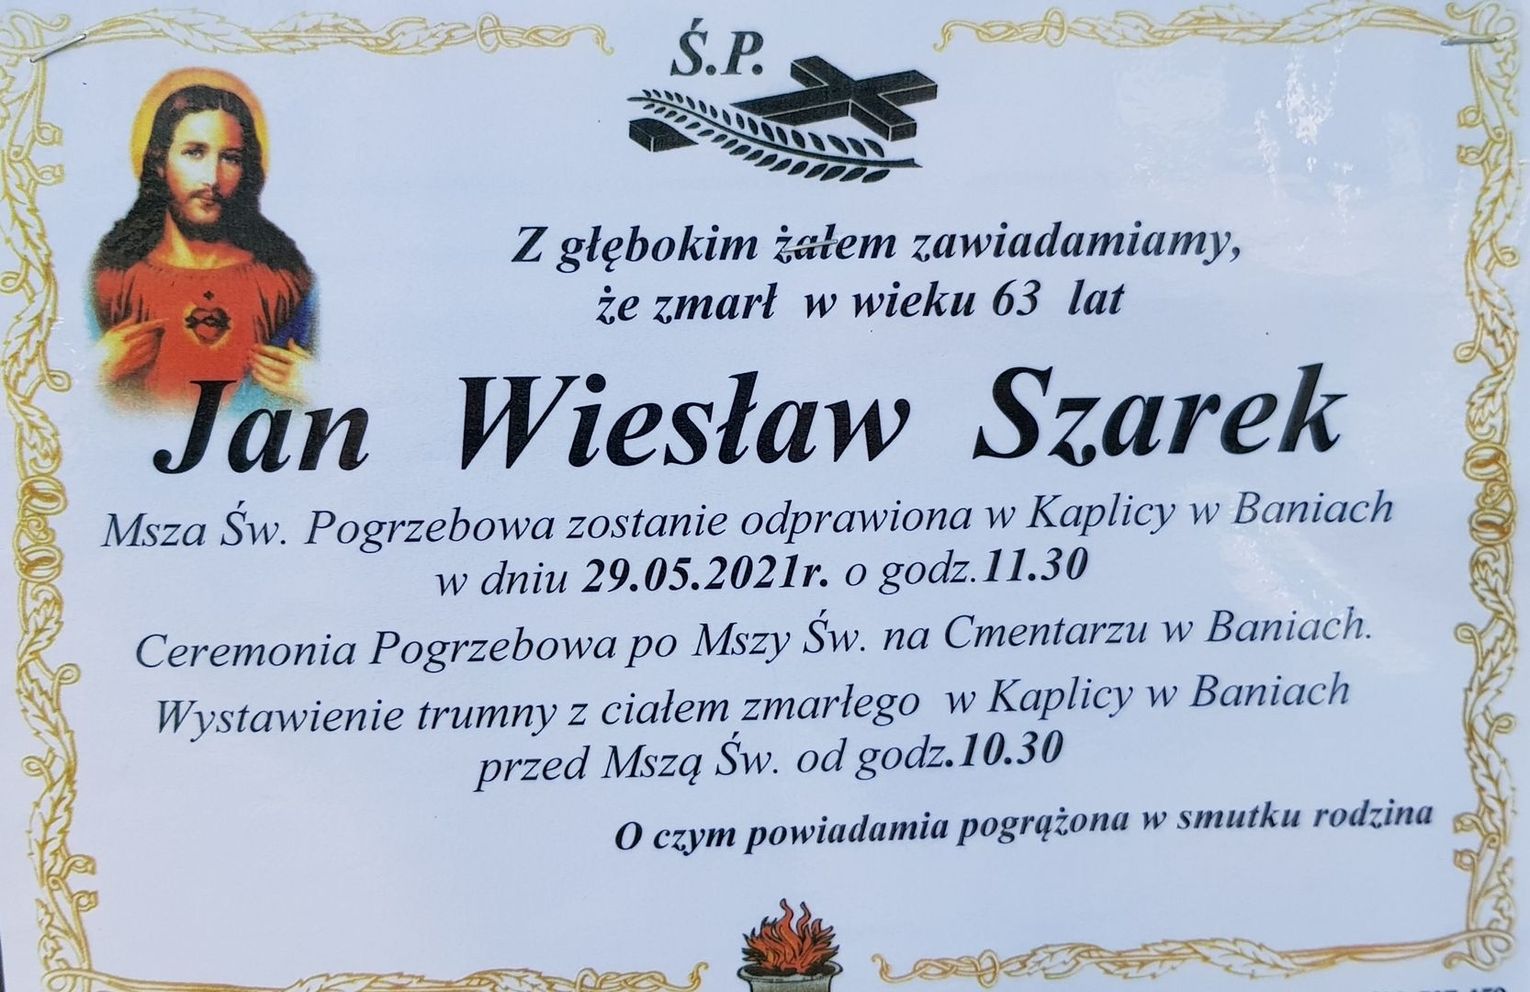 Ś.P.
Z głębokim żalem zawiadamiamy,
że zmarł w wieku 63 lat
Jan Wiesław Szarek
Msza Św. Pogrzebowa zostanie odprawiona w Kaplicy w Baniach
w dniu 29.05.2021r. o godz.11.30
Ceremonia Pogrzebowa po Mszy Św. na Cmentarzu w Baniach.
Wystawienie trumny z ciałem zmarłego w Kaplicy w Baniach
przed Mszą Św. od godz.10.30
O czym powiadamia pogrążona w smutku rodzina